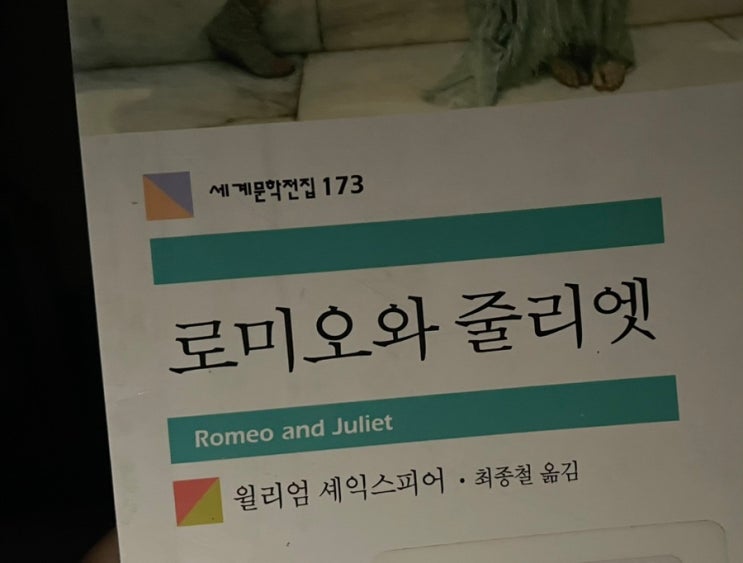 세계문학전집 173
로미오와 줄리엣
Romeo and Juliet
윌리엄 셰익스피어 · 최종철 옮김